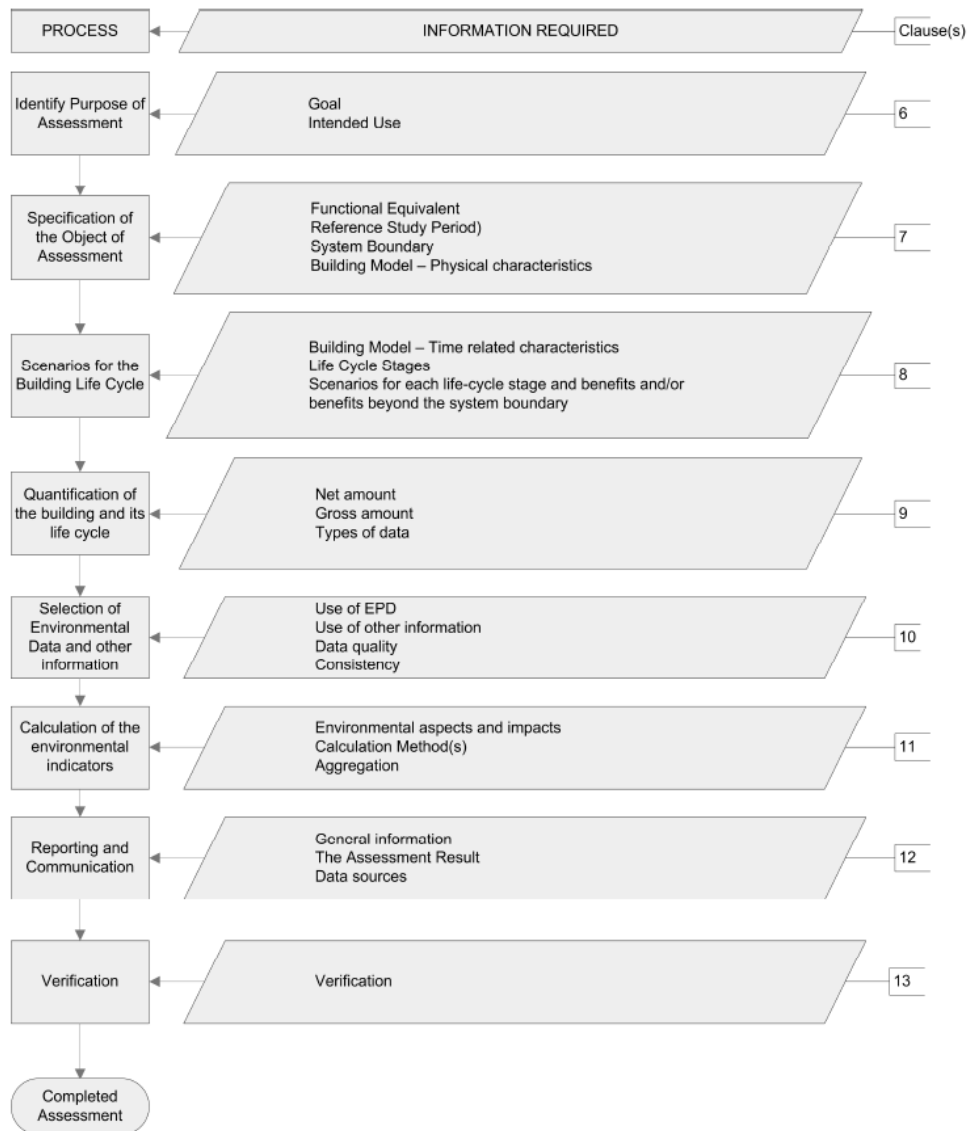 PROCESS
INFORMATION REQUIRED
Clause(s)
Identify Purpose of
Assessment
Goal
Intended Use
6
Specification of
the Object of
Assessment
Functional Equivalent
Reference Study Period)
System Boundary
Building Model – Physical characteristics
7
Scenarios for the
Building Life Cycle
Building Model – Time related characteristics
Life Cycle Stages
Scenarios for each life-cycle stage and benefits and/or
benefits beyond the system boundary
8
Quantification of
the building and its
life cycle
Net amount
Gross amount
Types of data
9
Selection of
Environmental
Data and other
information
Use of EPD
Use of other information
Data quality
Consistency
10
Calculation of the
environmental
indicators
Environmental aspects and impacts
Calculation Method(s)
Aggregation
11
Reporting and
Communication
General information
The Assessment Result
Data sources
12
Verification
Verification
13
Completed
Assessment